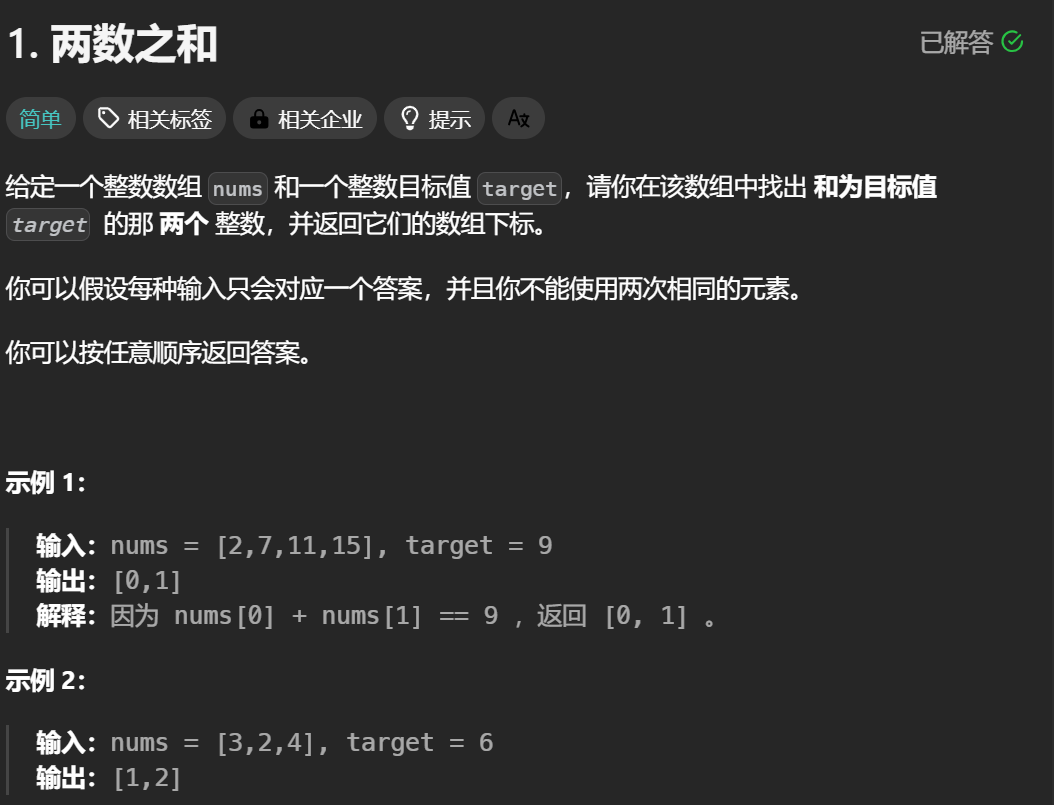 1. 两数之和
已解答
简单 相关标签 相关企业 提示 A文
给定一个整数数组 nums 和一个整数目标值 target，请你在该数组中找出 和为目标值
target 的那 两个 整数，并返回它们的数组下标。
你可以假设每种输入只会对应一个答案，并且你不能使用两次相同的元素。
你可以按任意顺序返回答案。
示例 1：
输入：nums = [2,7,11,15], target = 9
输出：[0,1]
解释：因为 nums[0] + nums[1] == 9 ，返回 [0, 1] 。
示例 2：
输入：nums = [3,2,4], target = 6
输出：[1,2]